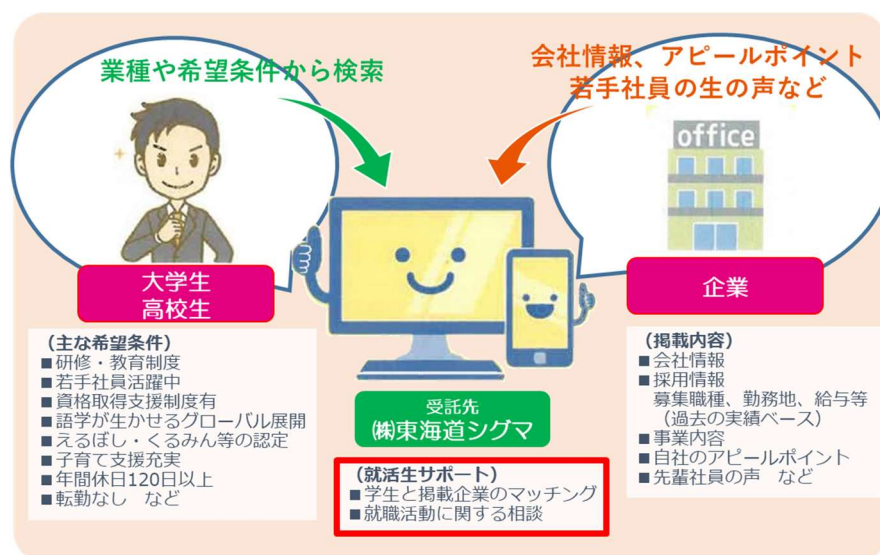 業種や希望条件から検索
会社情報、アピールポイント
若手社員の生の声など
office
大学生
高校生
企業
(主な希望条件)
■研修・教育制度
■若手社員活躍中
■資格取得支援制度有
■語学が生かせるグローバル展開
■えるぼし・くるみん等の認定
■子育て支援充実
■年間休日120日以上
■転勤なし など
受託先
㈱東海道シグマ
(就活生サポート)
■学生と掲載企業のマッチング
■就職活動に関する相談
(掲載内容)
■会社情報
■採用情報
募集職種、勤務地、給与等
(過去の実績ベース)
■事業内容
■自社のアピールポイント
■先輩社員の声 など